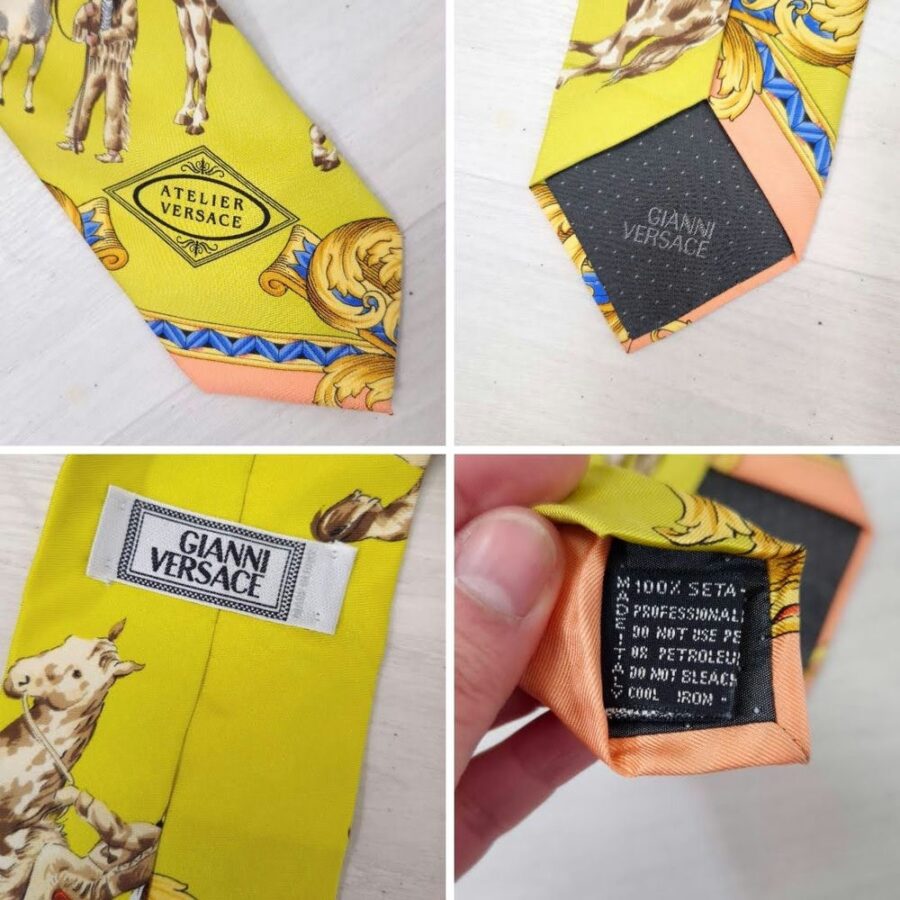 ATELIER
VERSACE
GIANNI
VERSACE
GIANNI
VERSACE
MADE ITALY
100% SETA-
PROFESSIONAL
DO NOT USE PE
OR PETROLEU
DO NOT BLEACH
COOL IRON -